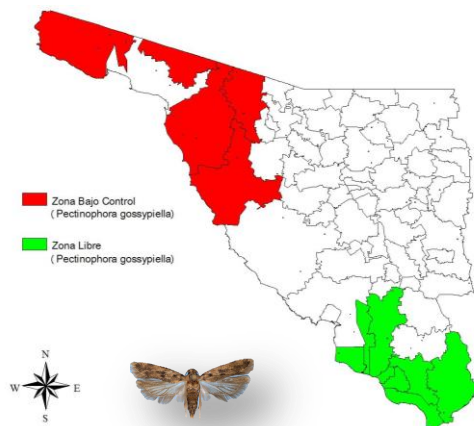 Zona Bajo Control
( Pectinophora gossypiella)
Zona Libre
(Pectinophora gossypiella)
N
W E
S